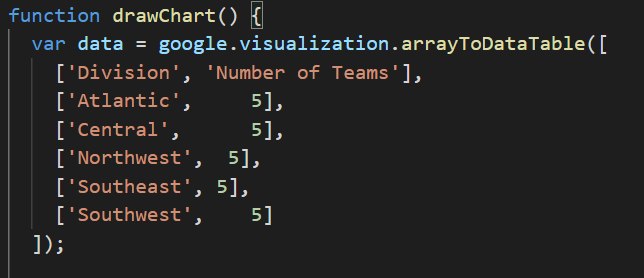 function drawChart() {
  var data = google.visualization.arrayToDataTable([
    ['Division', 'Number of Teams'],
    ['Atlantic',     5],
    ['Central',      5],
    ['Northwest',  5],
    ['Southeast', 5],
    ['Southwest',    5]
  ]);